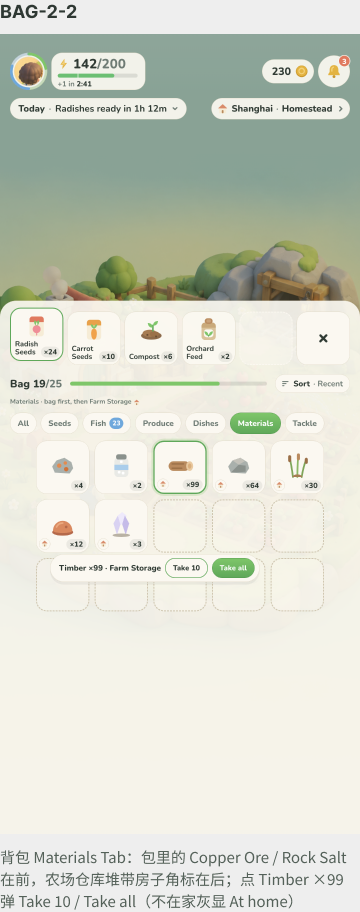 BAG-2-2
142/200
+1 in 2:41
230
3
Today · Radishes ready in 1h 12m
Shanghai · Homestead
Radish Seeds ×24
Carrot Seeds ×10
Compost ×6
Orchard Feed ×2
×
Bag 19/25
Sort · Recent
Materials · bag first, then Farm Storage
All
Seeds
Fish 23
Produce
Dishes
Materials
Tackle
×4
×2
×99
×64
×30
×12
×3
Timber ×99 · Farm Storage
Take 10
Take all
背包 Materials Tab：包里的 Copper Ore / Rock Salt
在前，农场仓库堆带房子角标在后；点 Timber ×99
弹 Take 10 / Take all（不在家灰显 At home）